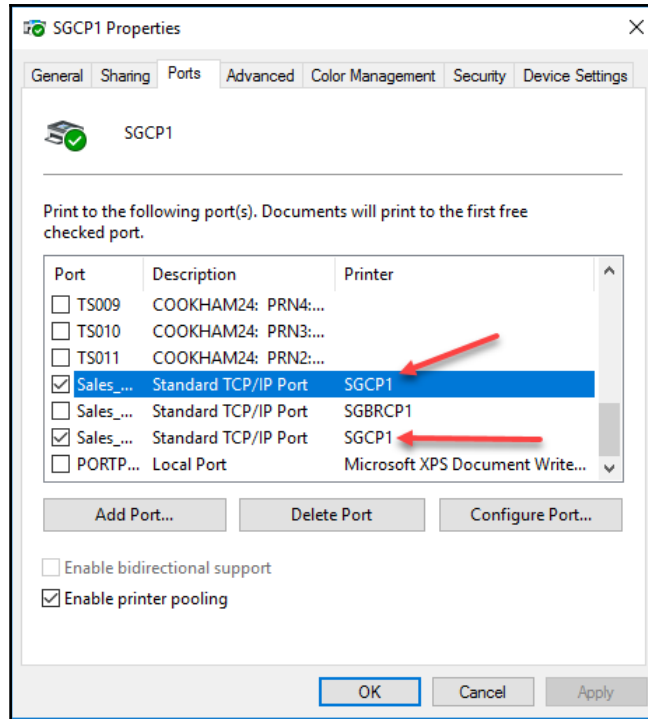 SGCP1 Properties
General Sharing Ports Advanced Color Management Security Device Settings
SGCP1
Print to the following port(s). Documents will print to the first free
checked port.
Port Description Printer
TS009 COOKHAM24: PRN4:...
TS010 COOKHAM24: PRN3:...
TS011 COOKHAM24: PRN2:...
Sales_... Standard TCP/IP Port SGCP1
Sales_... Standard TCP/IP Port SGBRCP1
Sales_... Standard TCP/IP Port SGCP1
PORTP... Local Port Microsoft XPS Document Write...
Add Port... Delete Port Configure Port...
Enable bidirectional support
Enable printer pooling
OK Cancel Apply